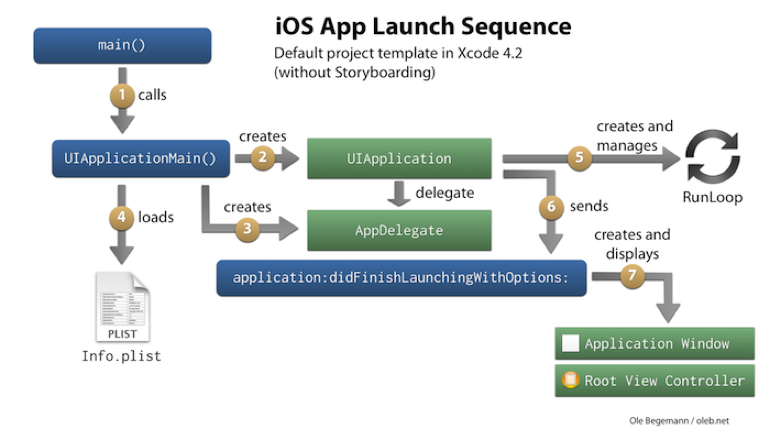 iOS App Launch Sequence
Default project template in Xcode 4.2
(without Storyboarding)
main()
1 calls
UIApplicationMain()
creates
2
UIApplication
creates and
manages
5
RunLoop
delegate
4 loads
creates
3
AppDelegate
6 sends
application:didFinishLaunchingWithOptions:
creates and
displays
7
PLIST
Info.plist
Application Window
Root View Controller
Ole Begemann / oleb.net